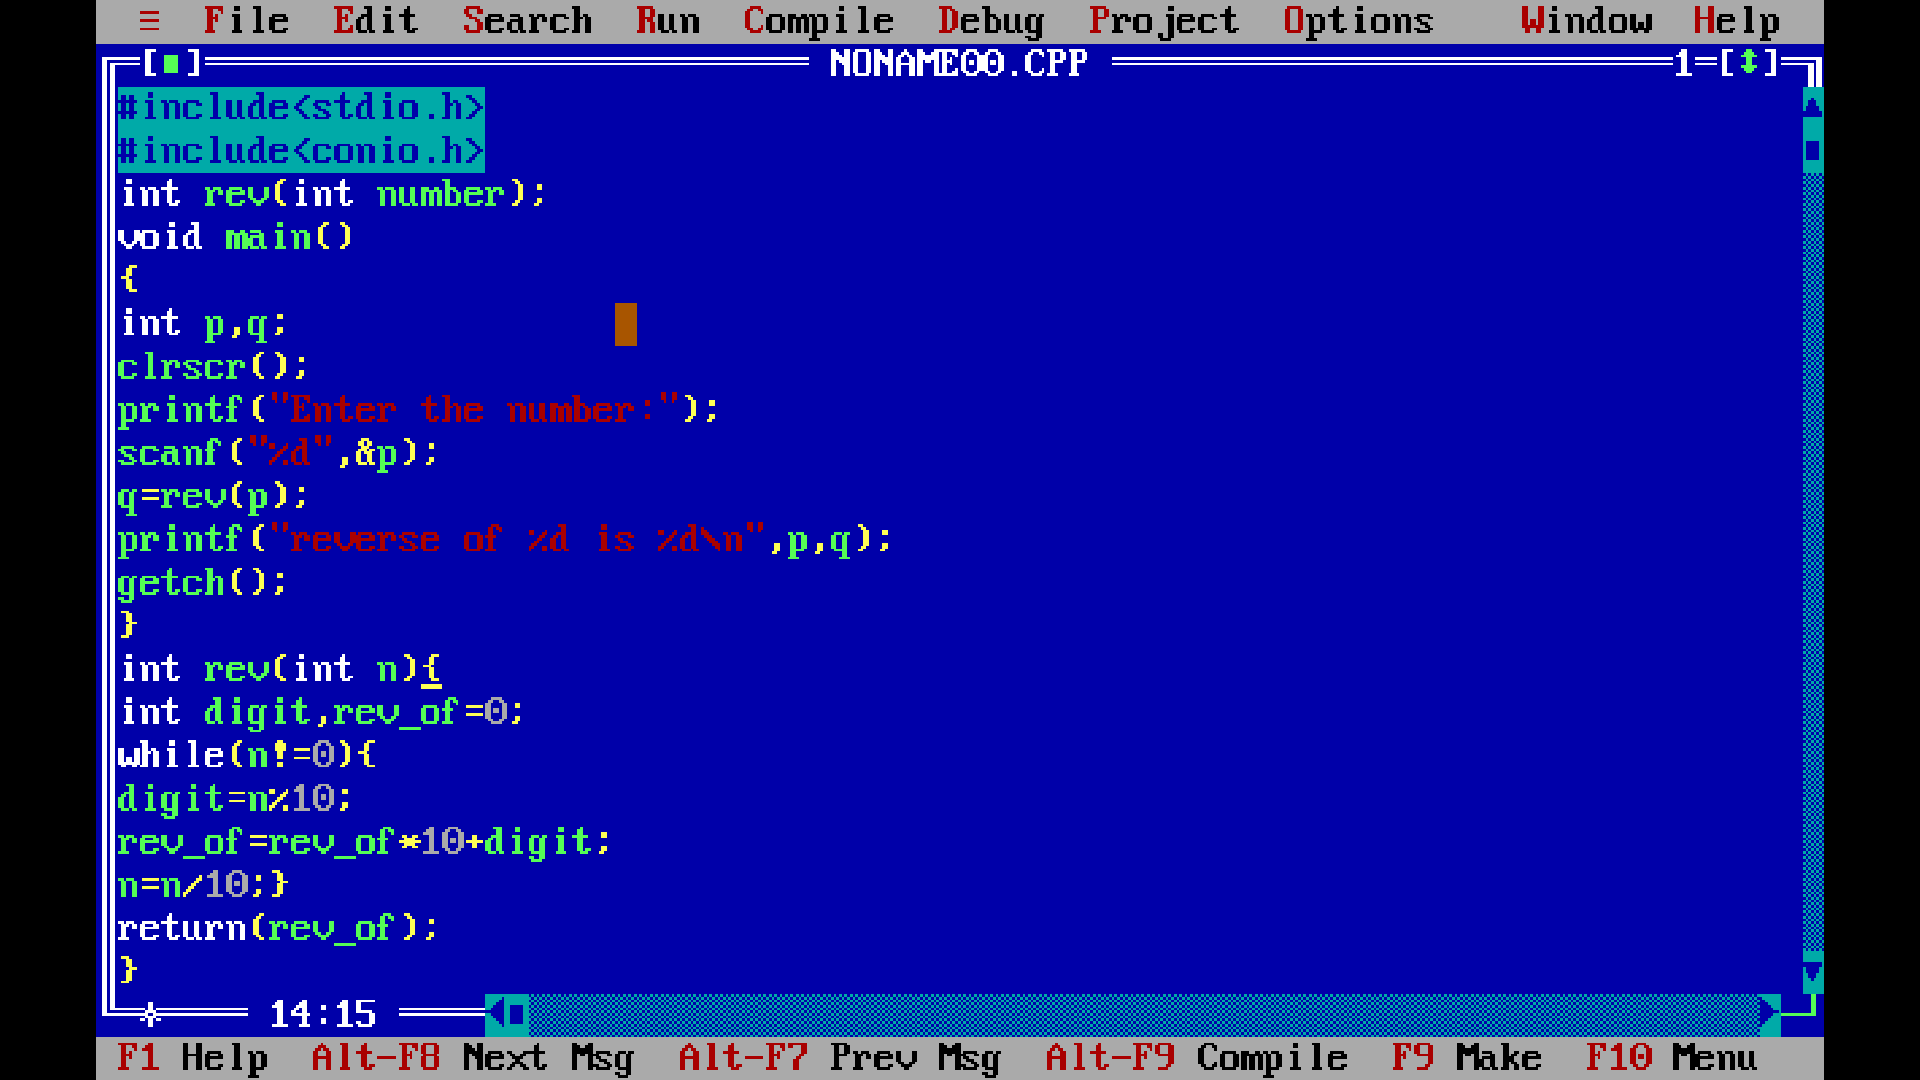 ≡ File Edit Search Run Compile Debug Project Options Window Help
[■] NONAME00.CPP 1=[↕]
#include<stdio.h>
#include<conio.h>
int rev(int number);
void main()
{
int p,q;
clrscr();
printf("Enter the number:");
scanf("%d",&p);
q=rev(p);
printf("reverse of %d is %d\n",p,q);
getch();
}
int rev(int n){
int digit,rev_of=0;
while(n!=0){
digit=n%10;
rev_of=rev_of*10+digit;
n=n/10;}
return(rev_of);
}
14:15
F1 Help Alt-F8 Next Msg Alt-F7 Prev Msg Alt-F9 Compile F9 Make F10 Menu